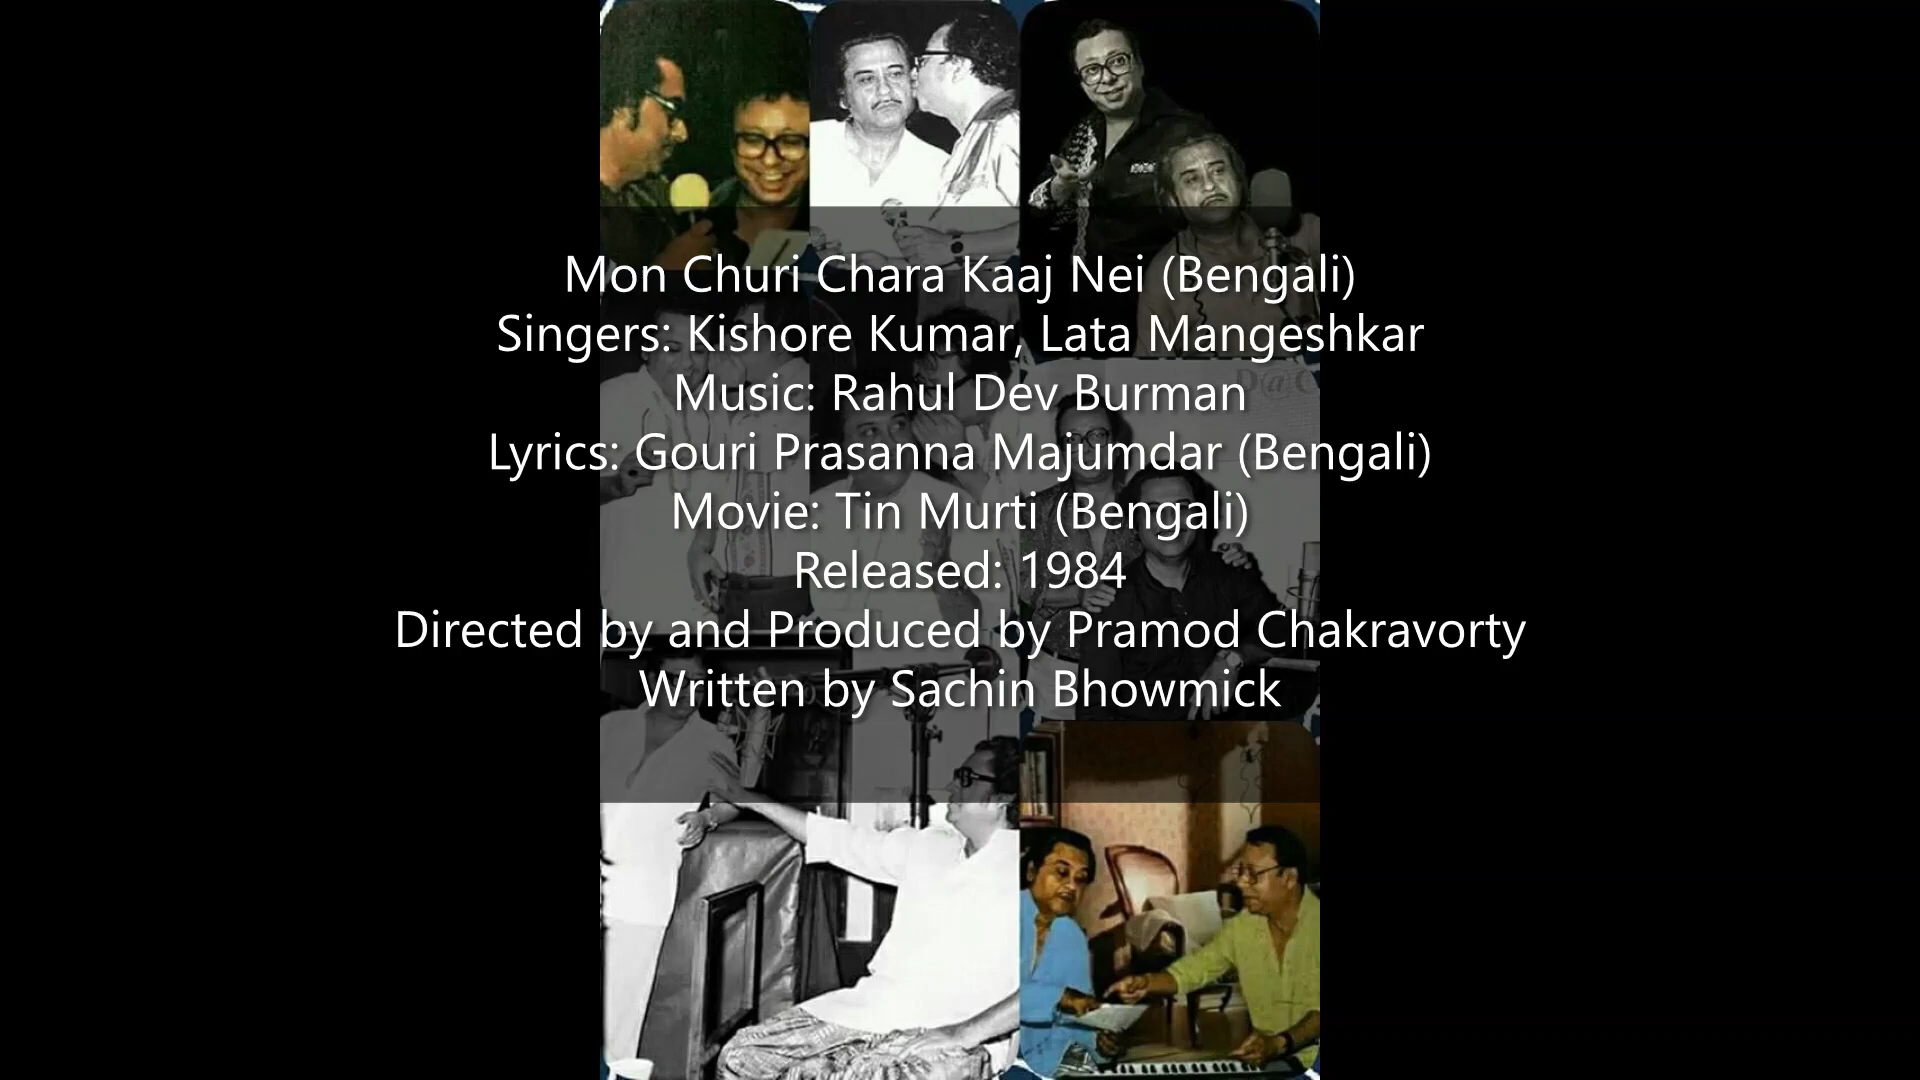 Mon Churi Chara Kaaj Nei (Bengali)
Singers: Kishore Kumar, Lata Mangeshkar
Music: Rahul Dev Burman
Lyrics: Gouri Prasanna Majumdar (Bengali)
Movie: Tin Murti (Bengali)
Released: 1984
Directed by and Produced by Pramod Chakravorty
Written by Sachin Bhowmick